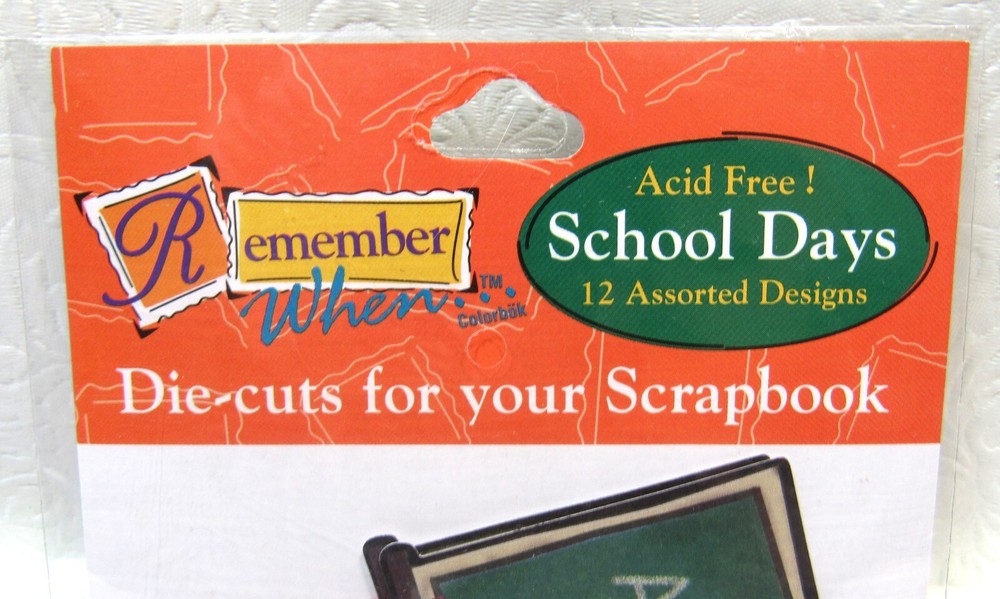 Remember
When...™
Colorbök
Acid Free !
School Days
12 Assorted Designs
Die-cuts for your Scrapbook